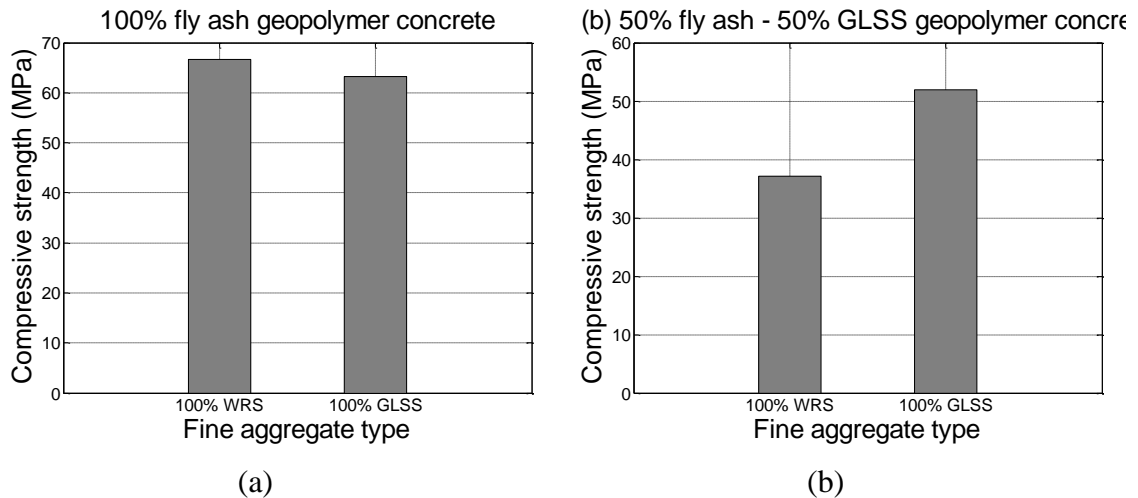 100% fly ash geopolymer concrete
Compressive strength (MPa)
70
60
50
40
30
20
10
0
100% WRS 100% GLSS
Fine aggregate type
(a)
(b) 50% fly ash - 50% GLSS geopolymer concre
Compressive strength (MPa)
60
50
40
30
20
10
0
100% WRS 100% GLSS
Fine aggregate type
(b)